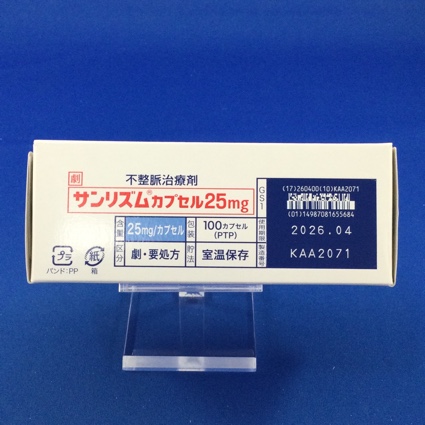 劇
不整脈治療剤
サンリズム®カプセル25mg
含量
25mg/カプセル
包装
100カプセル
(PTP)
区分
劇・要処方
貯法
室温保存
プラ
バンド:PP
紙
箱
GS1
(17)260400(10)KAA2071
(01)14987081655684
使用期限
2026.04
製造番号
KAA2071